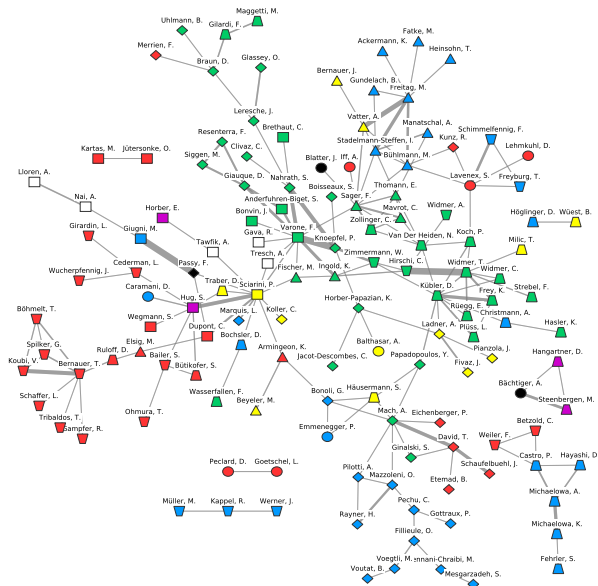 Maggetti, M.
Uhlmann, B.
Gilardi, F.
Fatke, M.
Merrien, F.
Ackermann, K.
Heinsohn, T.
Braun, D.
Glassey, O.
Bernauer, J.
Gundelach, B.
Freitag, M.
Leresche, J.
Vatter, A.
Manatschal, A.
Schimmelfennig, F.
Resenterra, F.
Brethaut, C.
Stadelmann-Steffen, I.
Kunz, R.
Lehmkuhl, D.
Kartas, M.
Jütersonke, O.
Clivaz, C.
Siggen, M.
Blatter, J.
Iff, A.
Bühlmann, M.
Lloren, A.
Giauque, D.
Nahrath, S.
Lavenex, S.
Freyburg, T.
Boisseaux, S.
Thomann, E.
Nai, A.
Anderfuhren-Biget, S.
Sager, F.
Horber, E.
Bonvin, J.
Mavrot, C.
Widmer, A.
Höglinger, D.
Wüest, B.
Girardin, L.
Giugni, M.
Gava, R.
Varone, F.
Zollinger, C.
Tawfik, A.
Knoepfel, P.
Van Der Heiden, N.
Koch, P.
Milic, T.
Cederman, L.
Passy, F.
Tresch, A.
Zimmermann, W.
Wucherpfennig, J.
Fischer, M.
Ingold, K.
Hirschi, C.
Widmer, T.
Widmer, C.
Caramani, D.
Traber, D.
Sciarini, P.
Hug, S.
Kübler, D.
Frey, K.
Strebel, F.
Böhmelt, T.
Wegmann, S.
Marquis, L.
Koller, C.
Horber-Papazian, K.
Rüegg, E.
Christmann, A.
Dupont, C.
Bochsler, D.
Ladner, A.
Plüss, L.
Hasler, K.
Spilker, G.
Elsig, M.
Ruloff, D.
Armingeon, K.
Balthasar, A.
Pianzola, J.
Koubi, V.
Bernauer, T.
Bailer, S.
Bütikofer, S.
Jacot-Descombes, C.
Papadopoulos, Y.
Fivaz, J.
Hangartner, D.
Schaffer, L.
Wasserfallen, F.
Bonoli, G.
Häusermann, S.
Bächtiger, A.
Steenbergen, M.
Tribaldos, T.
Ohmura, T.
Beyeler, M.
Mach, A.
Eichenberger, P.
Sampfer, R.
Emmenegger, P.
Betzold, C.
Ginalski, S.
David, T.
Weiler, F.
Peclard, D.
Goetschel, L.
Pilotti, A.
Mazzoleni, O.
Schaufelbuehl, J.
Castro, P.
Hayashi, D.
Etemad, B.
Müller, M.
Kappel, R.
Werner, J.
Rayner, H.
Pechu, C.
Gottraux, P.
Michaelowa, A.
Fillieule, O.
Michaelowa, K.
Voegtli, M.
nnani-Chraibi, M.
Fehrler, S.
Voutat, B.
Mesgarzadeh, S.